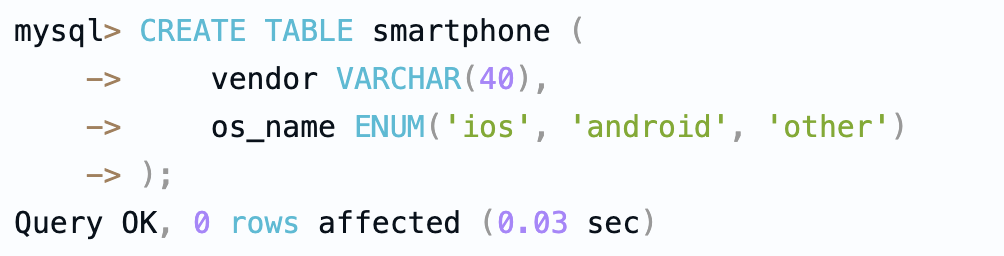 mysql> CREATE TABLE smartphone (
    ->     vendor VARCHAR(40),
    ->     os_name ENUM('ios', 'android', 'other')
    -> );
Query OK, 0 rows affected (0.03 sec)